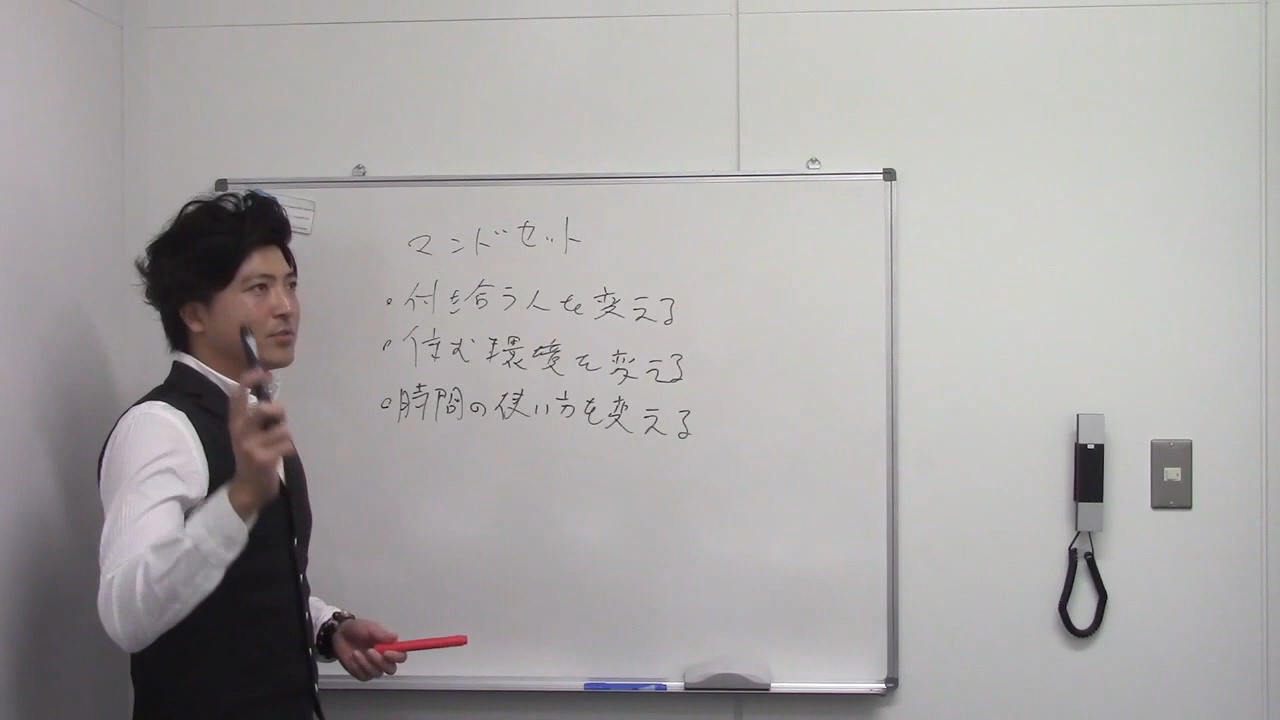 マンドセット
・付き合う人を変える
・住む環境を変える
・時間の使い方を変える